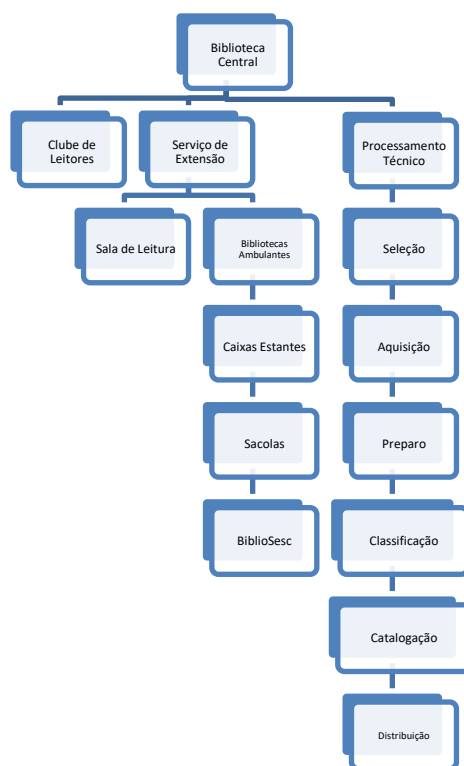 Biblioteca
Central
Clube de
Leitores
Serviço de
Extensão
Processamento
Técnico
Sala de Leitura
Bibliotecas
Ambulantes
Seleção
Caixas Estantes
Aquisição
Sacolas
Preparo
BiblioSesc
Classificação
Catalogação
Distribuição